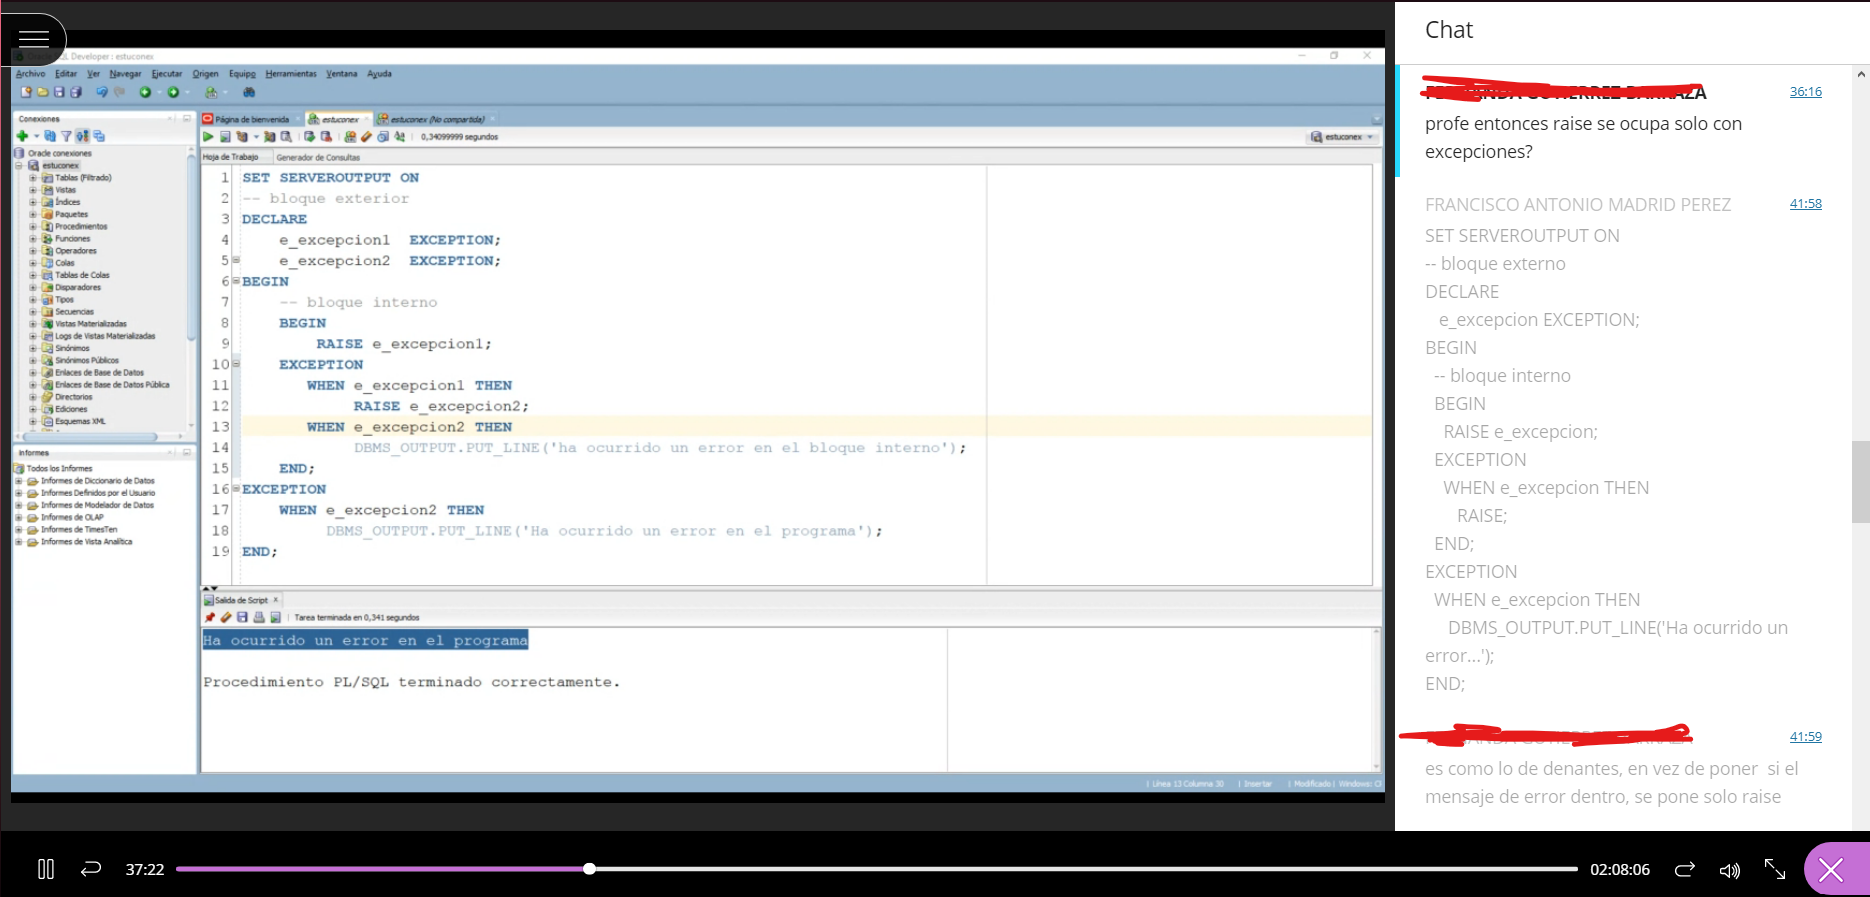 SQL Developer : estuconex
Archivo Editar Ver Navegar Ejecutar Origen Equipo Herramientas Ventana Ayuda
Conexiones
Oracle conexiones
estuconex
Tablas (Filtrado)
Vistas
Índices
Paquetes
Procedimientos
Funciones
Operadores
Colas
Tablas de Colas
Disparadores
Tipos
Secuencias
Vistas Materializadas
Logs de Vistas Materializadas
Sinónimos
Sinónimos Públicos
Enlaces de Base de Datos
Enlaces de Base de Datos Pública
Directorios
Ediciones
Esquemas XML
Informes
Todos los Informes
Informes de Diccionario de Datos
Informes Definidos por el Usuario
Informes de Modelador de Datos
Informes de OLAP
Informes de TimesTen
Informes de Vista Analítica
Página de bienvenida estuconex estuconex (No compartida)
0,34099999 segundos estuconex
Hoja de Trabajo Generador de Consultas
1 SET SERVEROUTPUT ON
2 -- bloque exterior
3 DECLARE
4 e_excepcion1 EXCEPTION;
5 e_excepcion2 EXCEPTION;
6 BEGIN
7 -- bloque interno
8 BEGIN
9 RAISE e_excepcion1;
10 EXCEPTION
11 WHEN e_excepcion1 THEN
12 RAISE e_excepcion2;
13 WHEN e_excepcion2 THEN
14 DBMS_OUTPUT.PUT_LINE('ha ocurrido un error en el bloque interno');
15 END;
16 EXCEPTION
17 WHEN e_excepcion2 THEN
18 DBMS_OUTPUT.PUT_LINE('Ha ocurrido un error en el programa');
19 END;
Salida de Script x
Tarea terminada en 0,341 segundos
Ha ocurrido un error en el programa
Procedimiento PL/SQL terminado correctamente.
Línea 13 Columna 30 | Insertar | Modificado | Windows: C
37:22
02:08:06
Chat
36:16
profe entonces raise se ocupa solo con
excepciones?
FRANCISCO ANTONIO MADRID PEREZ 41:58
SET SERVEROUTPUT ON
-- bloque externo
DECLARE
e_excepcion EXCEPTION;
BEGIN
-- bloque interno
BEGIN
RAISE e_excepcion;
EXCEPTION
WHEN e_excepcion THEN
RAISE;
END;
EXCEPTION
WHEN e_excepcion THEN
DBMS_OUTPUT.PUT_LINE('Ha ocurrido un
error...');
END;
41:59
es como lo de denantes, en vez de poner si el
mensaje de error dentro, se pone solo raise